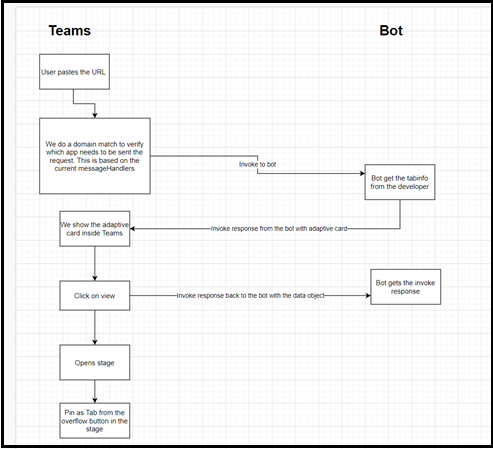 Teams
Bot
User pastes the URL
We do a domain match to verify
which app needs to be sent the
request. This is based on the
current messageHandlers
Invoke to bot
Bot get the tabinfo
from the developer
We show the adaptive
card inside Teams
Invoke response from the bot with adaptive card
Click on view
Invoke response back to the bot with the data object
Bot gets the invoke
response
Opens stage
Pin as Tab from the
overflow button in the
stage